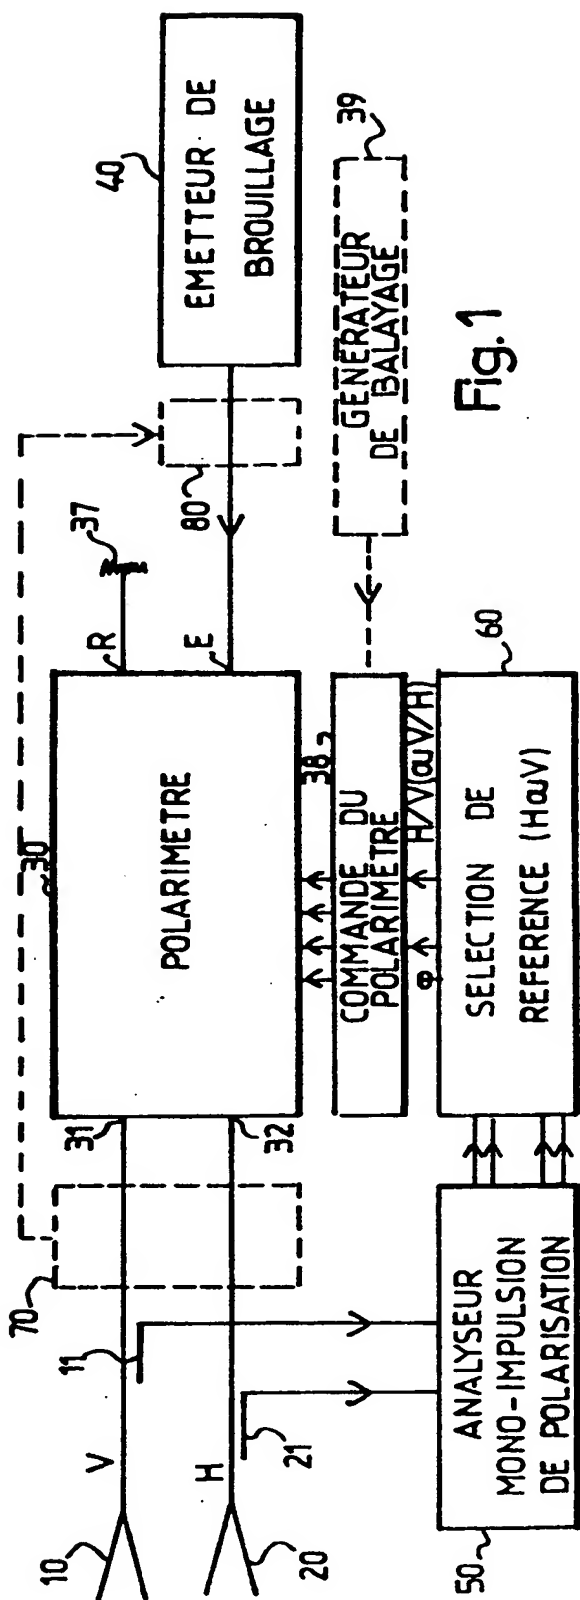 10
V
11
70
31
30
POLARIMETRE
R
37
E
80
40
EMETTEUR DE
BROUILLAGE
20
H
21
32
38
COMMANDE DU
POLARIMETRE
39
GENERATEUR
DE BALAYAGE
Φ
H/V(ou V/H)
50
ANALYSEUR
MONO-IMPULSION
DE POLARISATION
SELECTION DE
REFERENCE (H ou V)
60
Fig.1